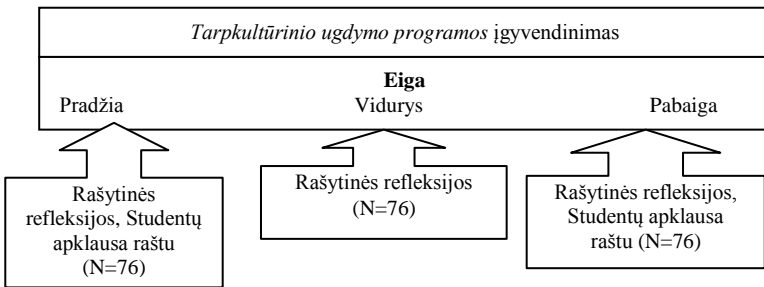 Tarpkultūrinio ugdymo programos įgyvendinimas
Eiga
Pradžia Vidurys Pabaiga
Rašytinės
refleksijos, Studentų
apklausa raštu
(N=76)
Rašytinės refleksijos
(N=76)
Rašytinės refleksijos,
Studentų apklausa
raštu (N=76)